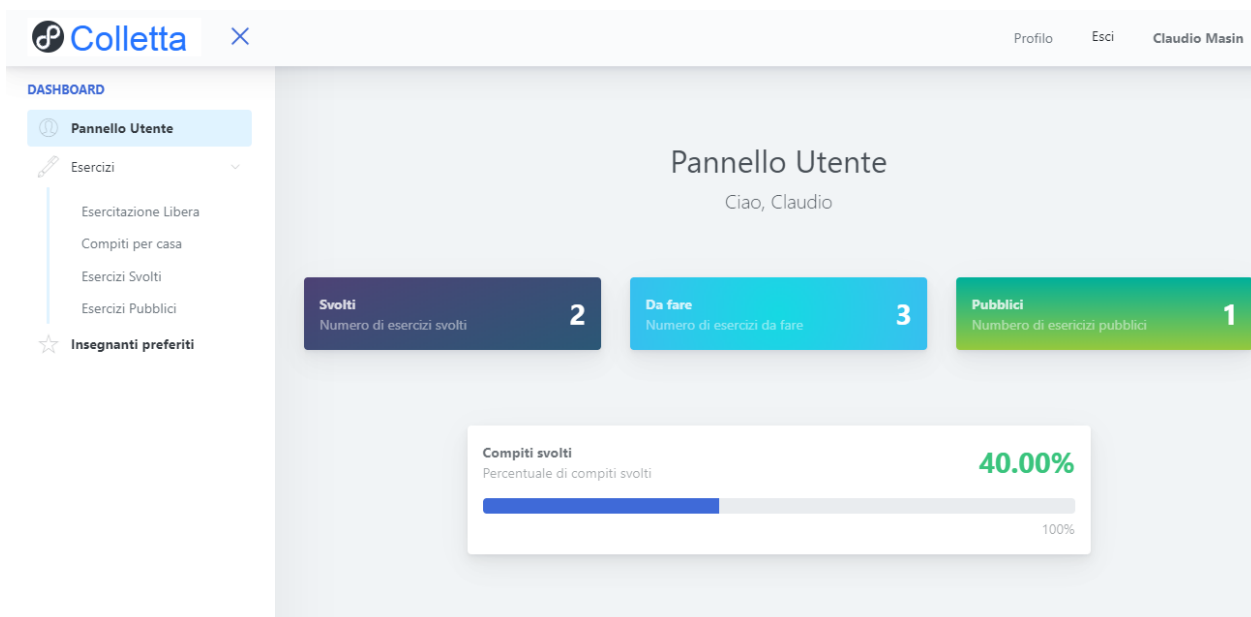 Colletta
Profilo Esci Claudio Masin
DASHBOARD
Pannello Utente
Esercizi
Esercitazione Libera
Compiti per casa
Esercizi Svolti
Esercizi Pubblici
Insegnanti preferiti
Pannello Utente
Ciao, Claudio
Svolti
Numero di esercizi svolti
2
Da fare
Numero di esercizi da fare
3
Pubblici
Numbero di esericizi pubblici
1
Compiti svolti
Percentuale di compiti svolti
40.00%
100%